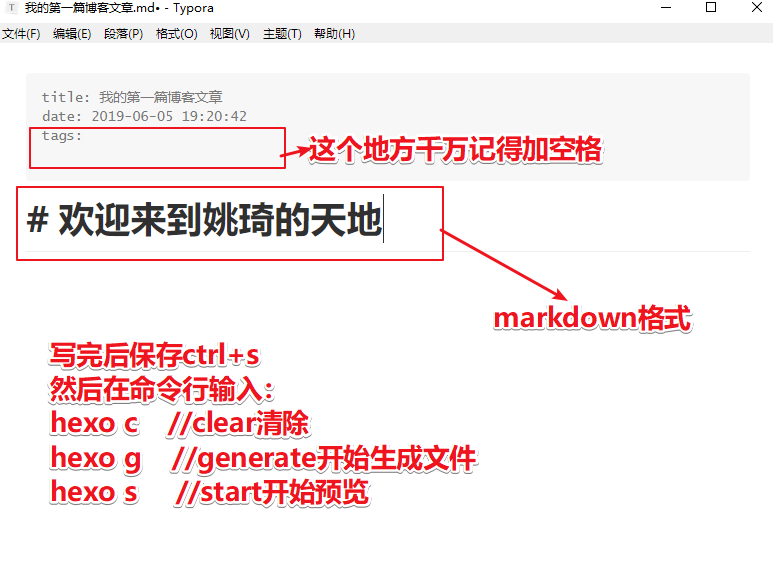 我的第一篇博客文章.md• - Typora
文件(F) 编辑(E) 段落(P) 格式(O) 视图(V) 主题(T) 帮助(H)
title: 我的第一篇博客文章
date: 2019-06-05 19:20:42
tags:
这个地方千万记得加空格
# 欢迎来到姚琦的天地
markdown格式
写完后保存ctrl+s
然后在命令行输入：
hexo c //clear清除
hexo g //generate开始生成文件
hexo s //start开始预览